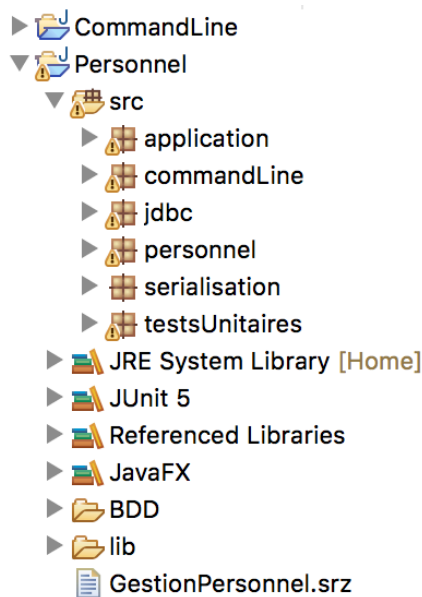 CommandLine
Personnel
src
application
commandLine
jdbc
personnel
serialisation
testsUnitaires
JRE System Library [Home]
JUnit 5
Referenced Libraries
JavaFX
BDD
lib
GestionPersonnel.srz